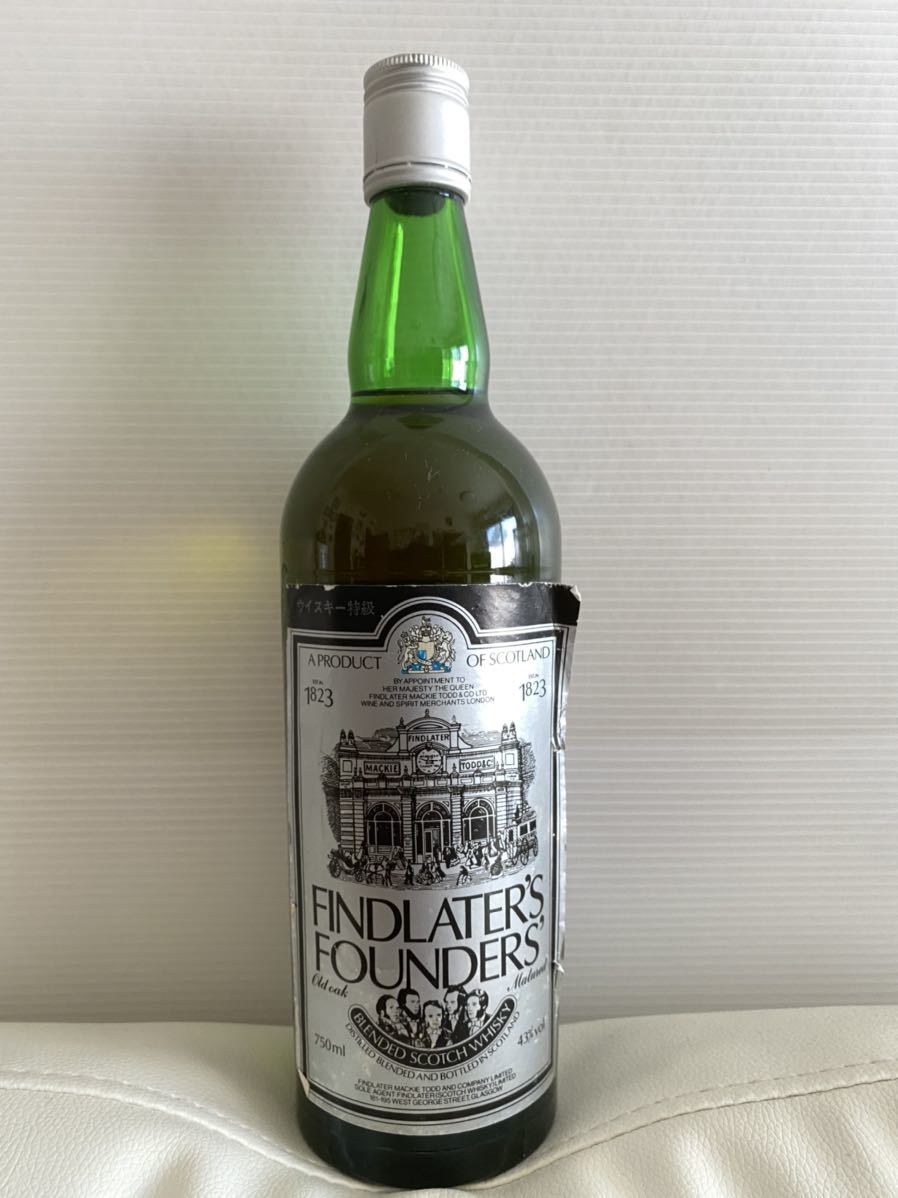 ウイスキー特級
A PRODUCT OF SCOTLAND
BY APPOINTMENT TO
HER MAJESTY THE QUEEN
FINDLATER MACKIE TODD & CO LTD
WINE AND SPIRIT MERCHANTS LONDON
1823
1823
FINDLATER
MACKIE TODD & Co
FINDLATER'S
FOUNDERS'
Old oak Matured
BLENDED SCOTCH WHISKY
DISTILLED BLENDED AND BOTTLED IN SCOTLAND
750ml
43% vol
FINDLATER MACKIE TODD AND COMPANY LIMITED
SOLE AGENT FINDLATER (SCOTCH WHISKY) LIMITED
161-195 WEST GEORGE STREET, GLASGOW